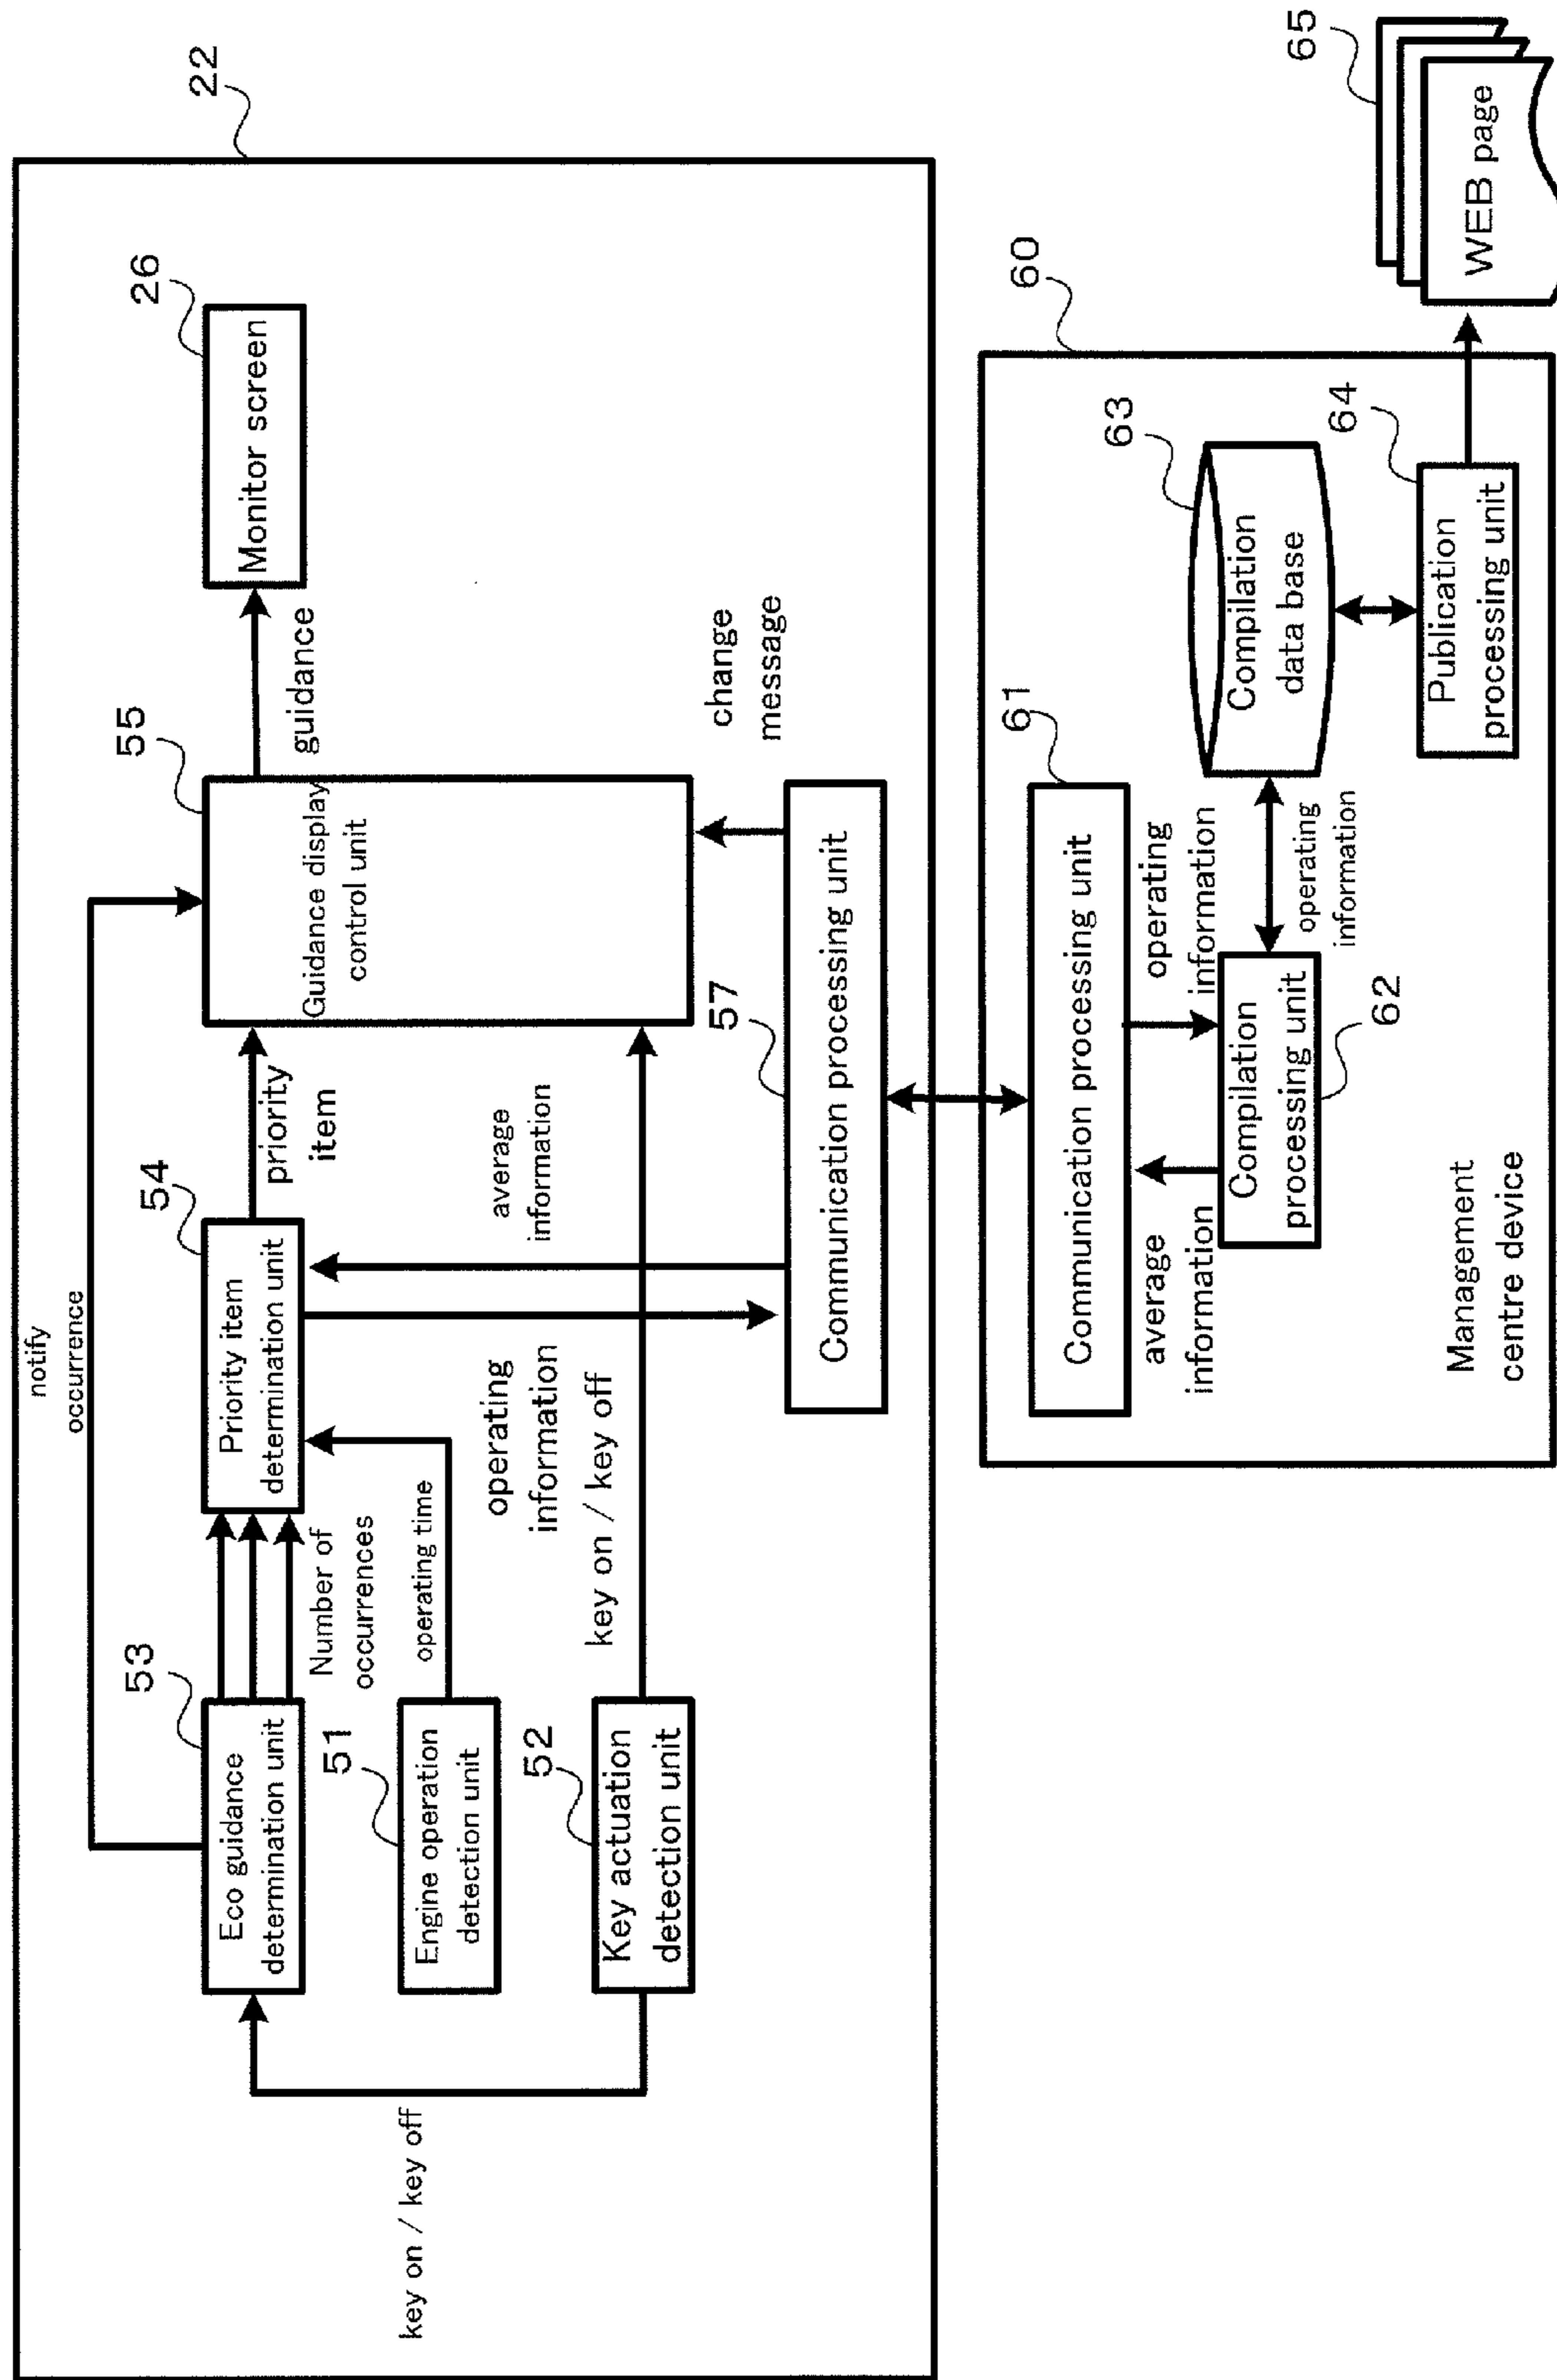 22
notify
occurrence
53
Eco guidance
determination unit
Number of
occurrences
54
Priority item
determination unit
priority
item
55
Guidance display
control unit
guidance
26
Monitor screen
51
Engine operation
detection unit
operating time
average
information
operating
information
52
Key actuation
detection unit
key on / key off
key on / key off
change
message
57
Communication processing unit
60
61
Communication processing unit
average
information
operating
information
Compilation
processing unit
62
operating
information
63
Compilation
data base
64
Publication
processing unit
Management
centre device
65
WEB page